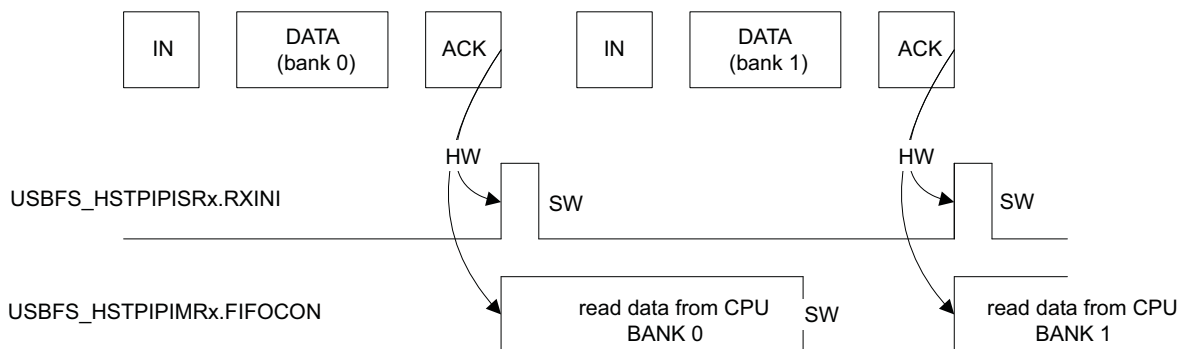 IN
DATA
(bank 0)
ACK
IN
DATA
(bank 1)
ACK
HW
HW
USBFS_HSTPIPISRx.RXINI
SW
SW
USBFS_HSTPIPIMRx.FIFOCON
read data from CPU
BANK 0
SW
read data from CPU
BANK 1